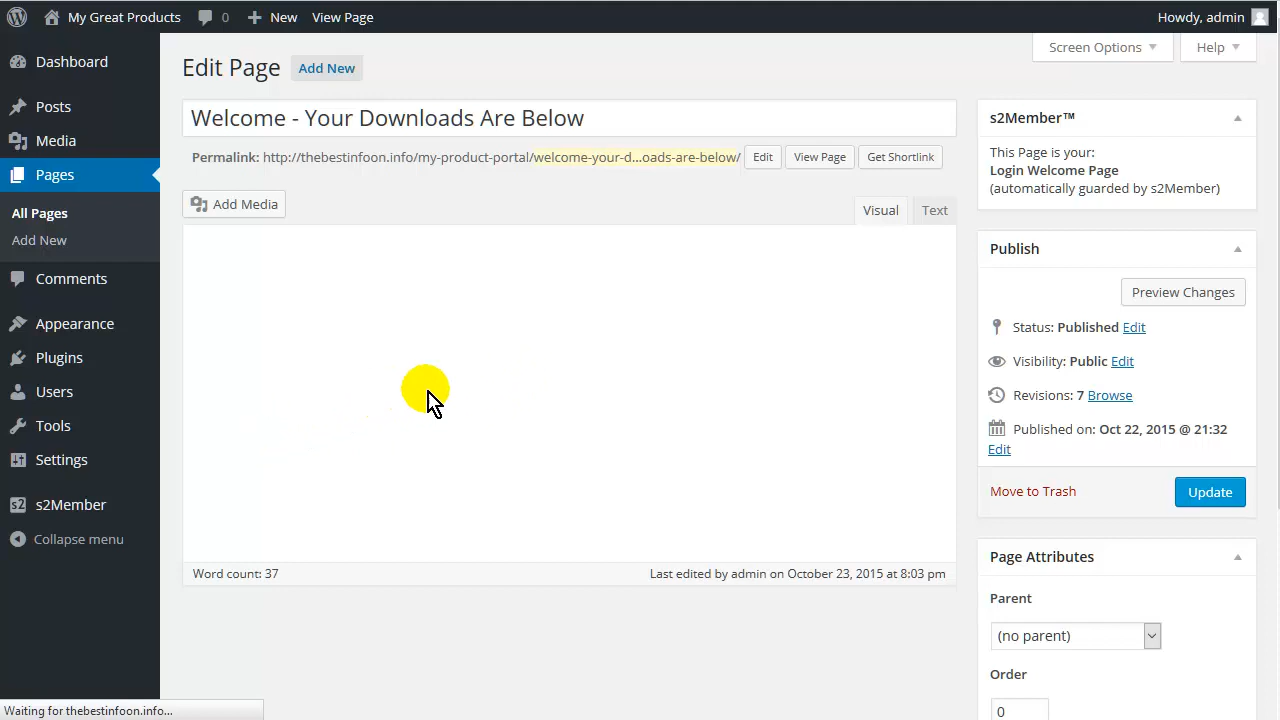 My Great Products 0 New View Page Howdy, admin
Screen Options Help
Dashboard
Posts
Media
Pages
All Pages
Add New
Comments
Appearance
Plugins
Users
Tools
Settings
s2 s2Member
Collapse menu
Edit Page Add New
Welcome - Your Downloads Are Below
Permalink: http://thebestinfoon.info/my-product-portal/welcome-your-d...oads-are-below/ Edit View Page Get Shortlink
Add Media
Visual Text
Word count: 37 Last edited by admin on October 23, 2015 at 8:03 pm
s2Member™
This Page is your:
Login Welcome Page
(automatically guarded by s2Member)
Publish
Preview Changes
Status: Published Edit
Visibility: Public Edit
Revisions: 7 Browse
Published on: Oct 22, 2015 @ 21:32
Edit
Move to Trash Update
Page Attributes
Parent
(no parent)
Order
0
Waiting for thebestinfoon.info...